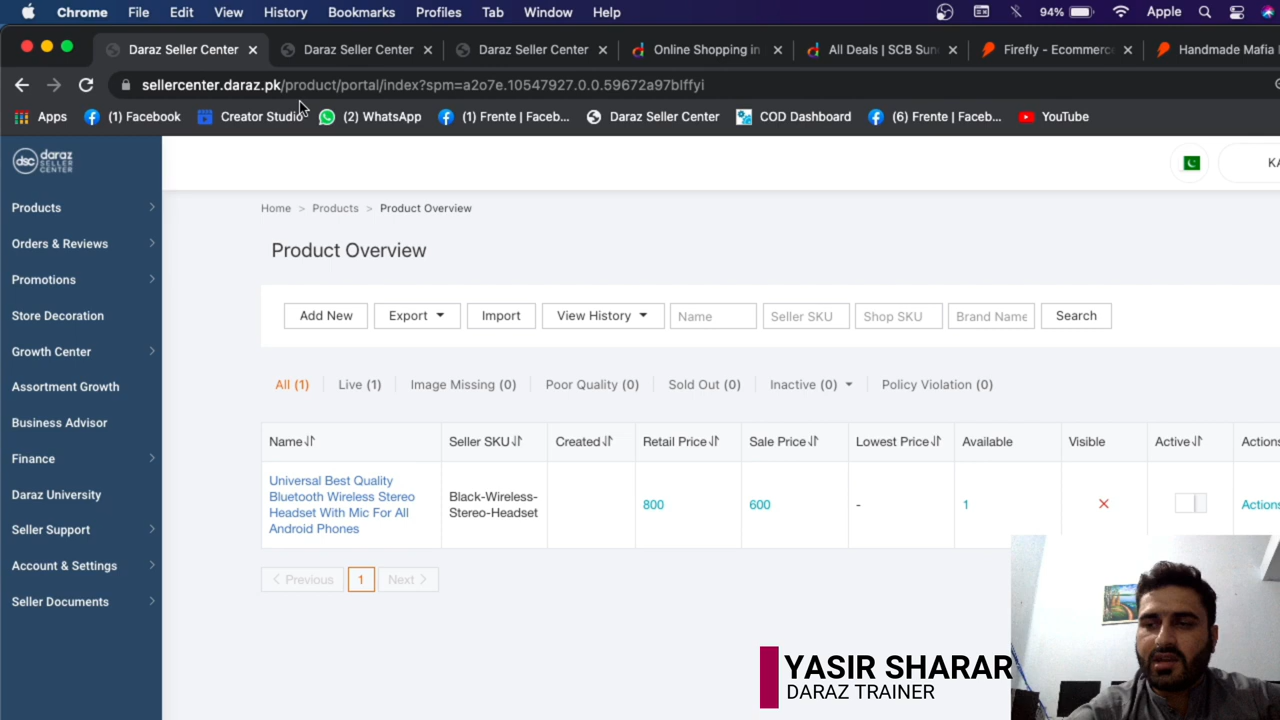 Chrome File Edit View History Bookmarks Profiles Tab Window Help 94% Apple
Daraz Seller Center Daraz Seller Center Daraz Seller Center Online Shopping in All Deals | SCB Sun Firefly - Ecommerc Handmade Mafia
sellercenter.daraz.pk/product/portal/index?spm=a2o7e.10547927.0.0.59672a97blffyi
Apps (1) Facebook Creator Studio (2) WhatsApp (1) Frente | Faceb... Daraz Seller Center COD Dashboard (6) Frente | Faceb... YouTube
dsc daraz
SELLER
CENTER
KA
Products
Orders & Reviews
Promotions
Store Decoration
Growth Center
Assortment Growth
Business Advisor
Finance
Daraz University
Seller Support
Account & Settings
Seller Documents
Home > Products > Product Overview
Product Overview
Add New Export Import View History Name Seller SKU Shop SKU Brand Name Search
All (1) Live (1) Image Missing (0) Poor Quality (0) Sold Out (0) Inactive (0) Policy Violation (0)
Name Seller SKU Created Retail Price Sale Price Lowest Price Available Visible Active Actions
Universal Best Quality
Bluetooth Wireless Stereo
Headset With Mic For All
Android Phones
Black-Wireless-
Stereo-Headset
800 600 - 1 Actions
< Previous 1 Next >
YASIR SHARAR
DARAZ TRAINER